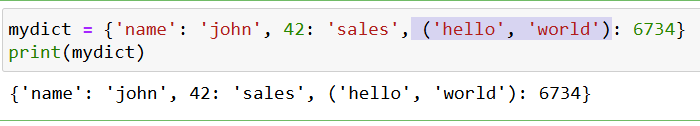 mydict = {'name': 'john', 42: 'sales', ('hello', 'world'): 6734}
print(mydict)
{'name': 'john', 42: 'sales', ('hello', 'world'): 6734}